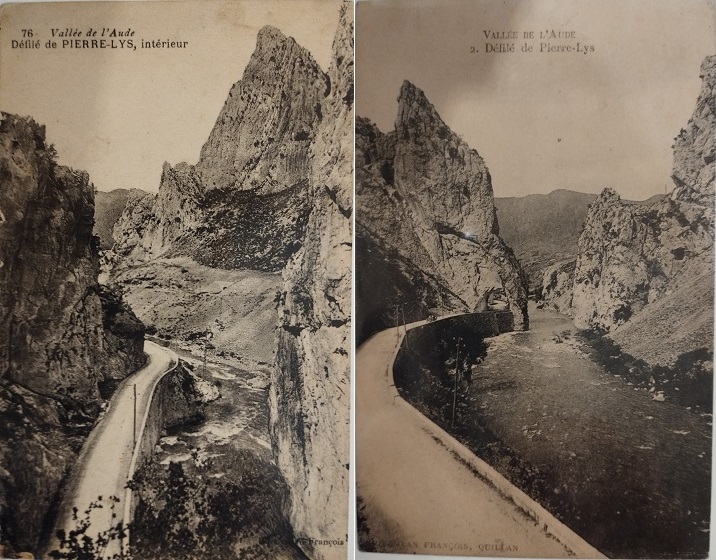 76 Vallée de l'Aude
Défilé de PIERRE-LYS, intérieur
François
VALLÉE DE L'AUDE
2. Défilé de Pierre-Lys
JEAN FRANÇOIS, QUILLAN